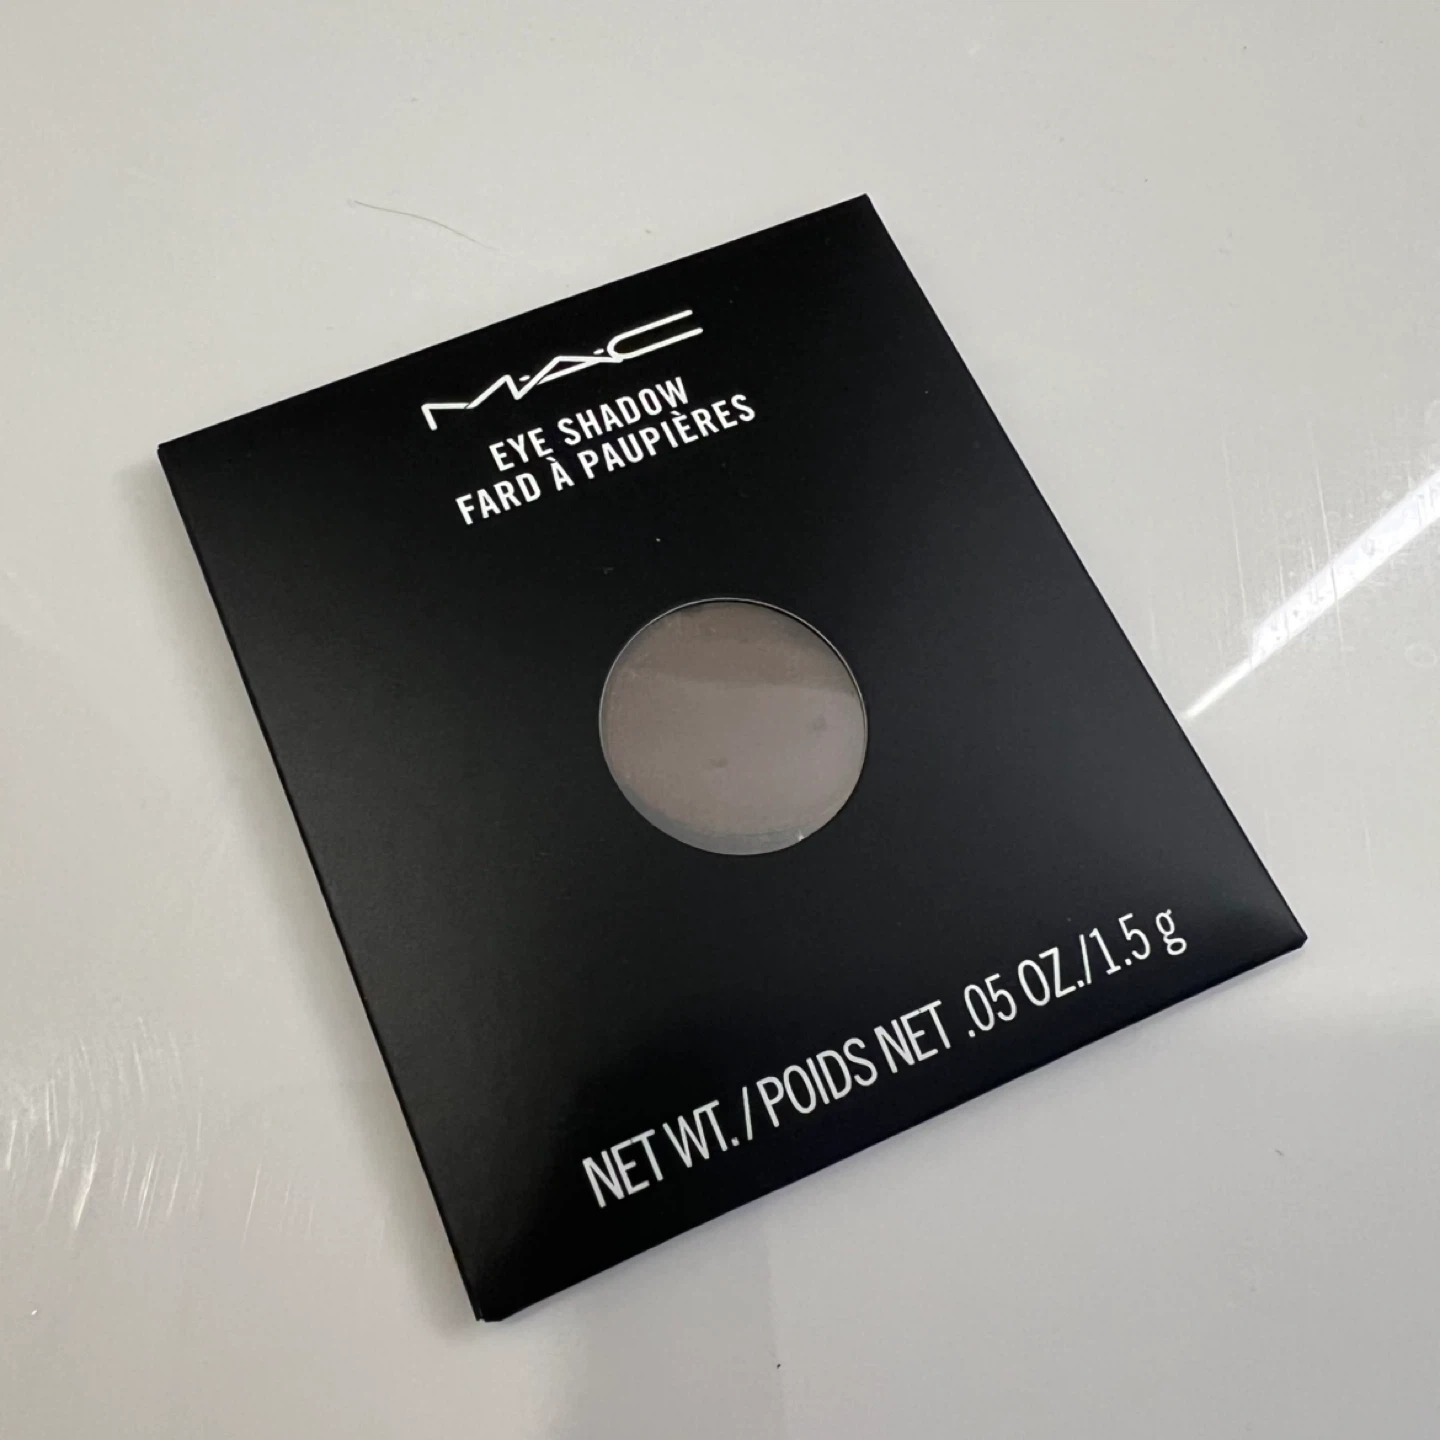 M·A·C
EYE SHADOW
FARD À PAUPIÈRES
NET WT./POIDS NET .05 OZ./1.5 g